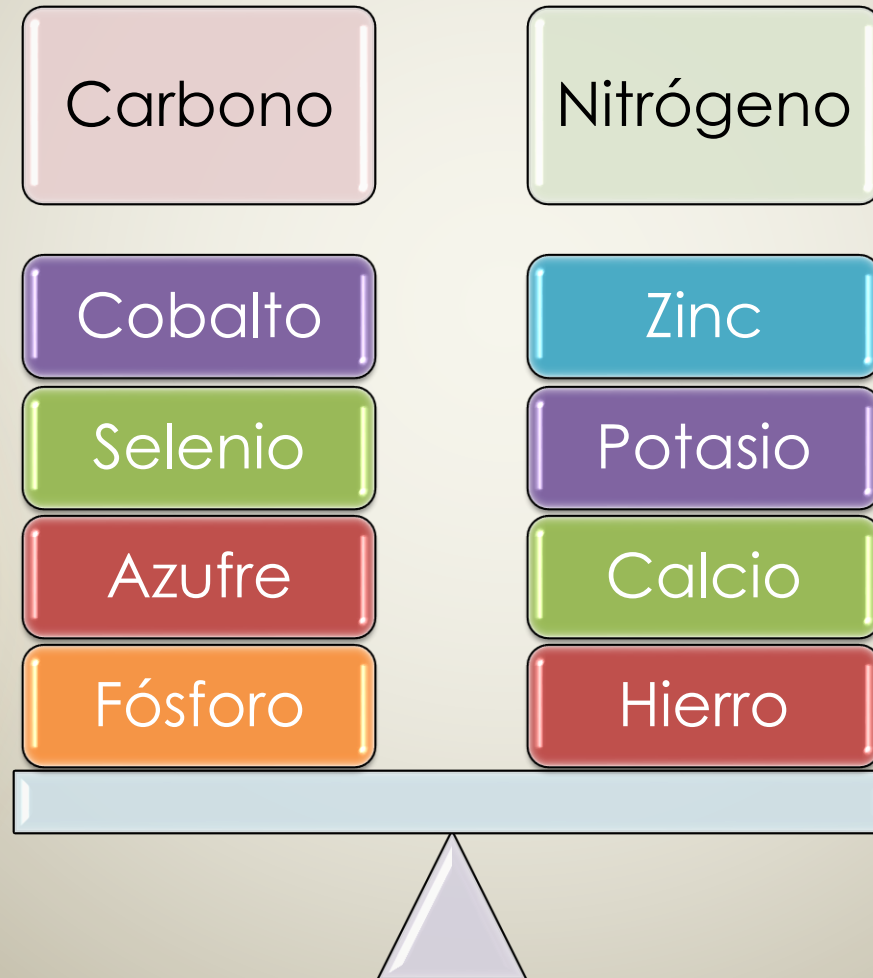 Carbono
Nitrógeno
Cobalto
Zinc
Selenio
Potasio
Azufre
Calcio
Fósforo
Hierro